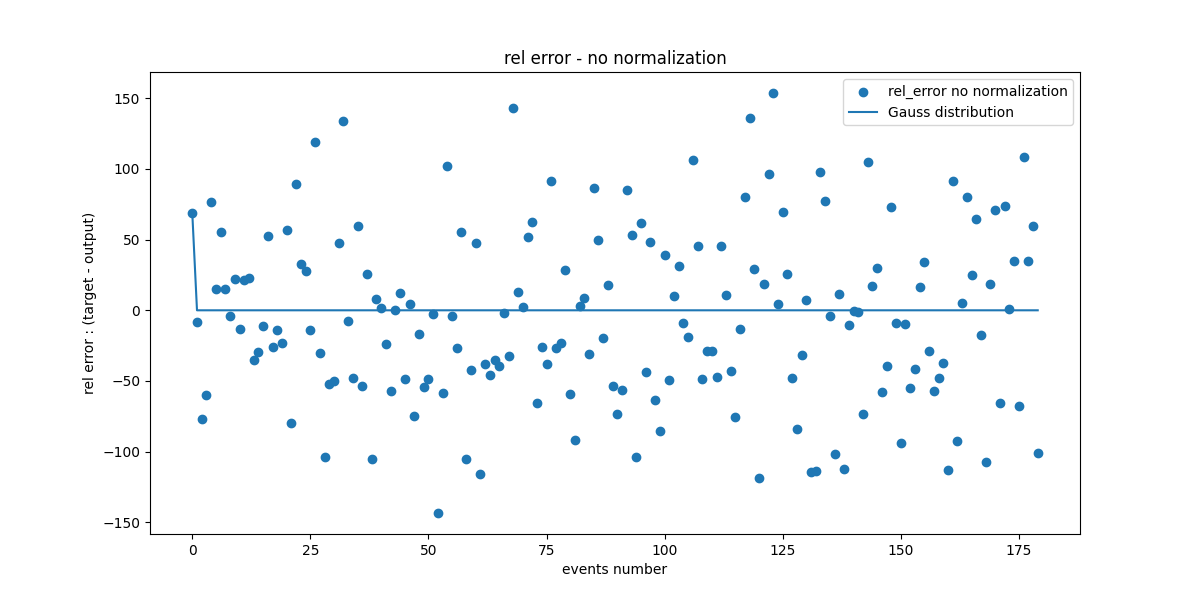 rel error - no normalization
rel_error no normalization
Gauss distribution
150
100
50
0
−50
−100
−150
rel error : (target - output)
0 25 50 75 100 125 150 175
events number